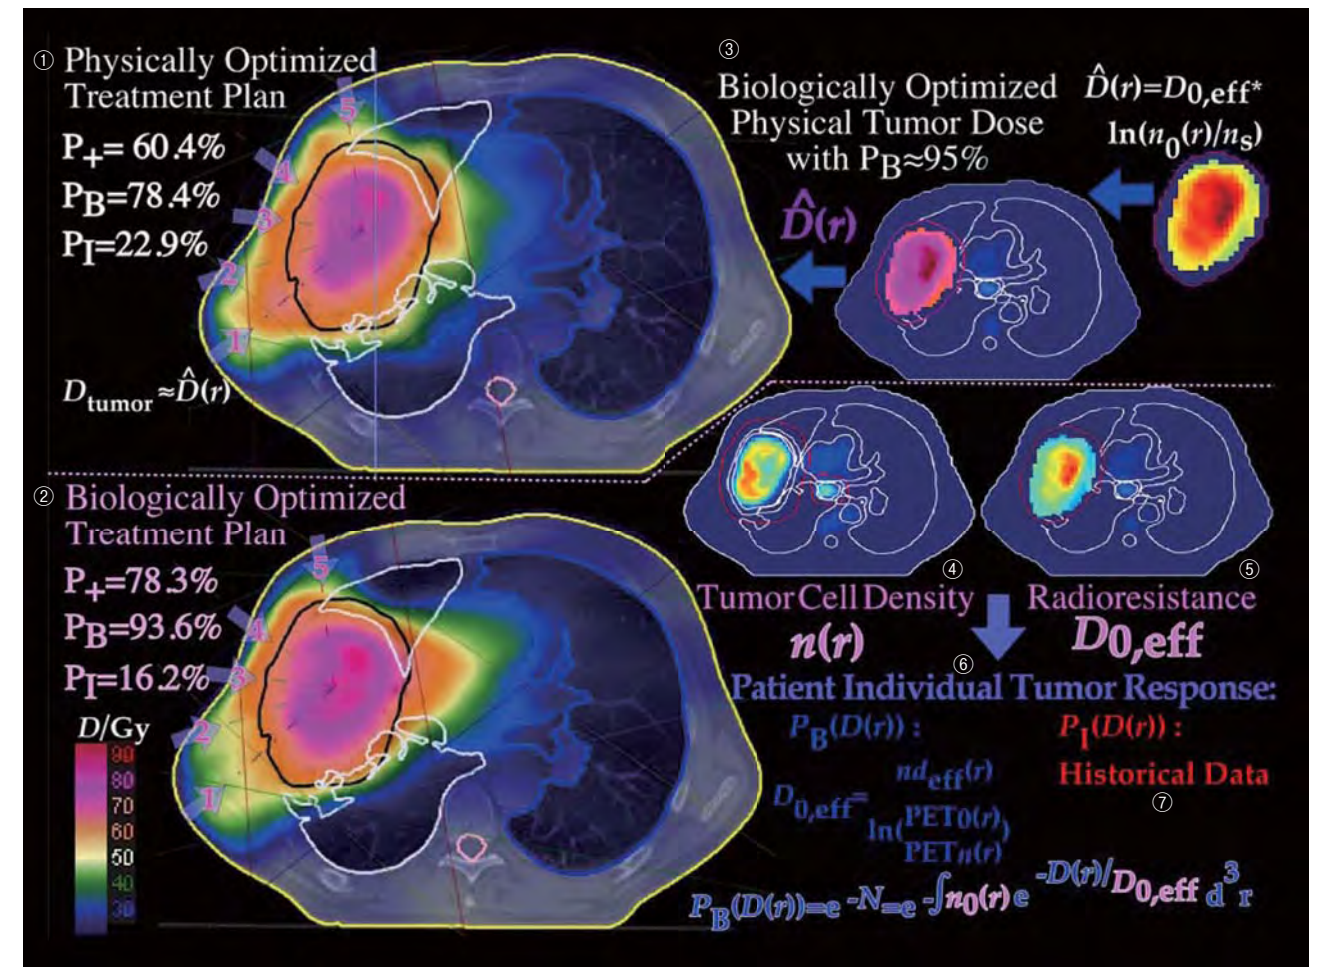 ① Physically Optimized
Treatment Plan
P+= 60.4%
PB=78.4%
PI=22.9%
Dtumor≈D̂(r)
5
4
3
2
1
③
Biologically Optimized
Physical Tumor Dose
with PB≈95%
D̂(r)=D0,eff*
ln(n0(r)/ns)
D̂(r)
② Biologically Optimized
Treatment Plan
P+=78.3%
PB=93.6%
PI=16.2%
D/Gy
90
80
70
60
50
40
30
5
4
3
2
1
④
Tumor Cell Density
n(r)
⑤
Radioresistance
D0,eff
⑥
Patient Individual Tumor Response:
PB(D(r)) :
D0,eff= ndeff(r)
ln(PET0(r)/PETn(r))
PI(D(r)) :
Historical Data
⑦
PB(D(r))=e -N=e -∫n0(r) e -D(r)/D0,eff d3r